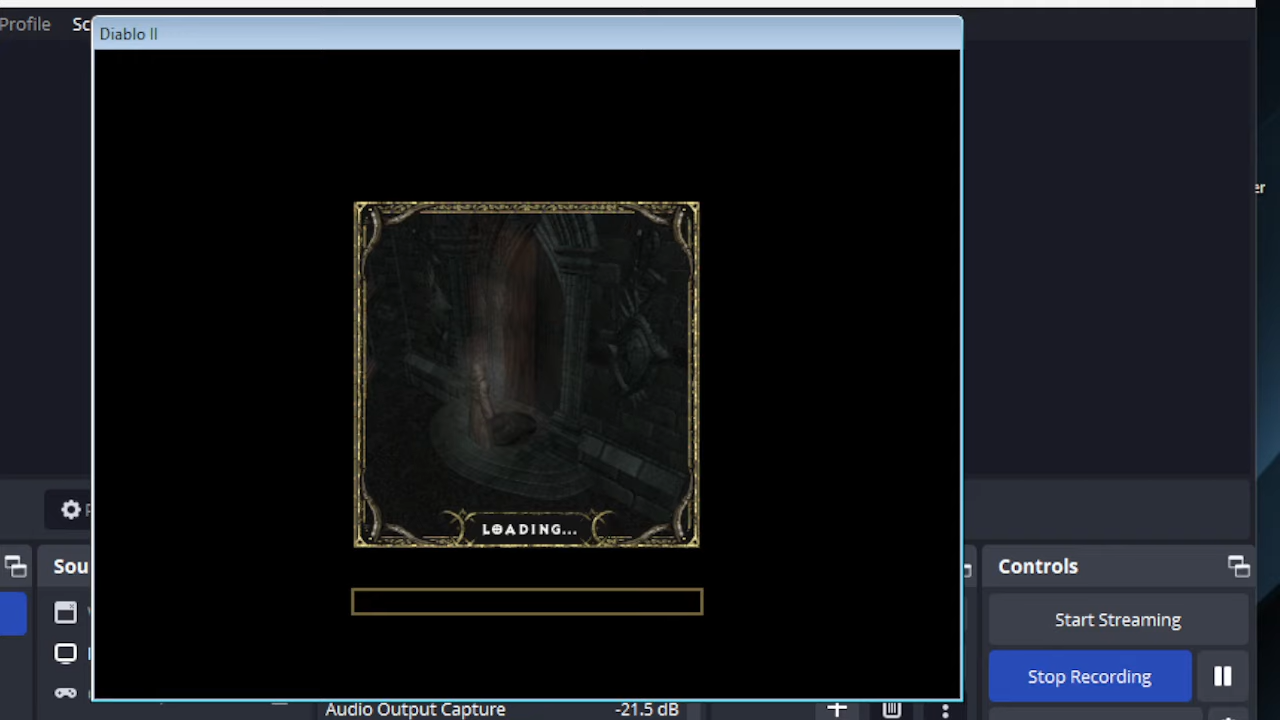 Profile
Diablo II
LOADING...
Controls
Start Streaming
Stop Recording
Audio Output Capture
-21.5 dB